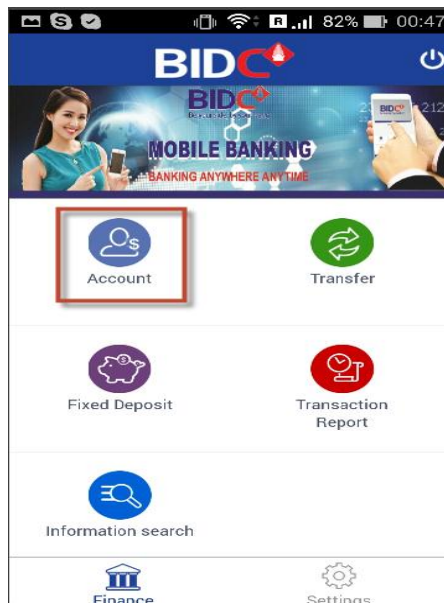 R 82% 00:47
BIDC
BIDC
MOBILE BANKING
BANKING ANYWHERE ANYTIME
BIDC
Account
Transfer
Fixed Deposit
Transaction
Report
Information search
Finance
Settings